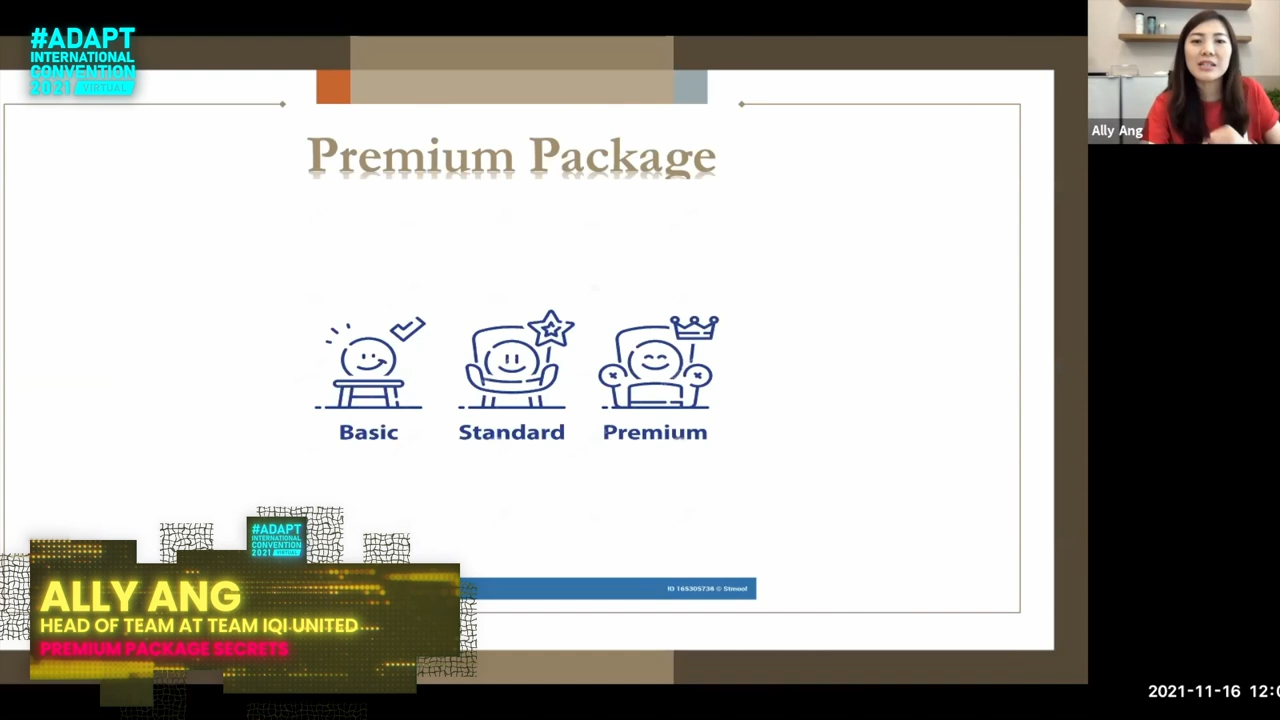 #ADAPT
INTERNATIONAL
CONVENTION
2021 VIRTUAL
Ally Ang
Premium Package
Basic
Standard
Premium
#ADAPT
INTERNATIONAL
CONVENTION
2021 VIRTUAL
ID 165305738 © Stmool
ALLY ANG
HEAD OF TEAM AT TEAM IQI UNITED
PREMIUM PACKAGE SECRETS
2021-11-16 12:0